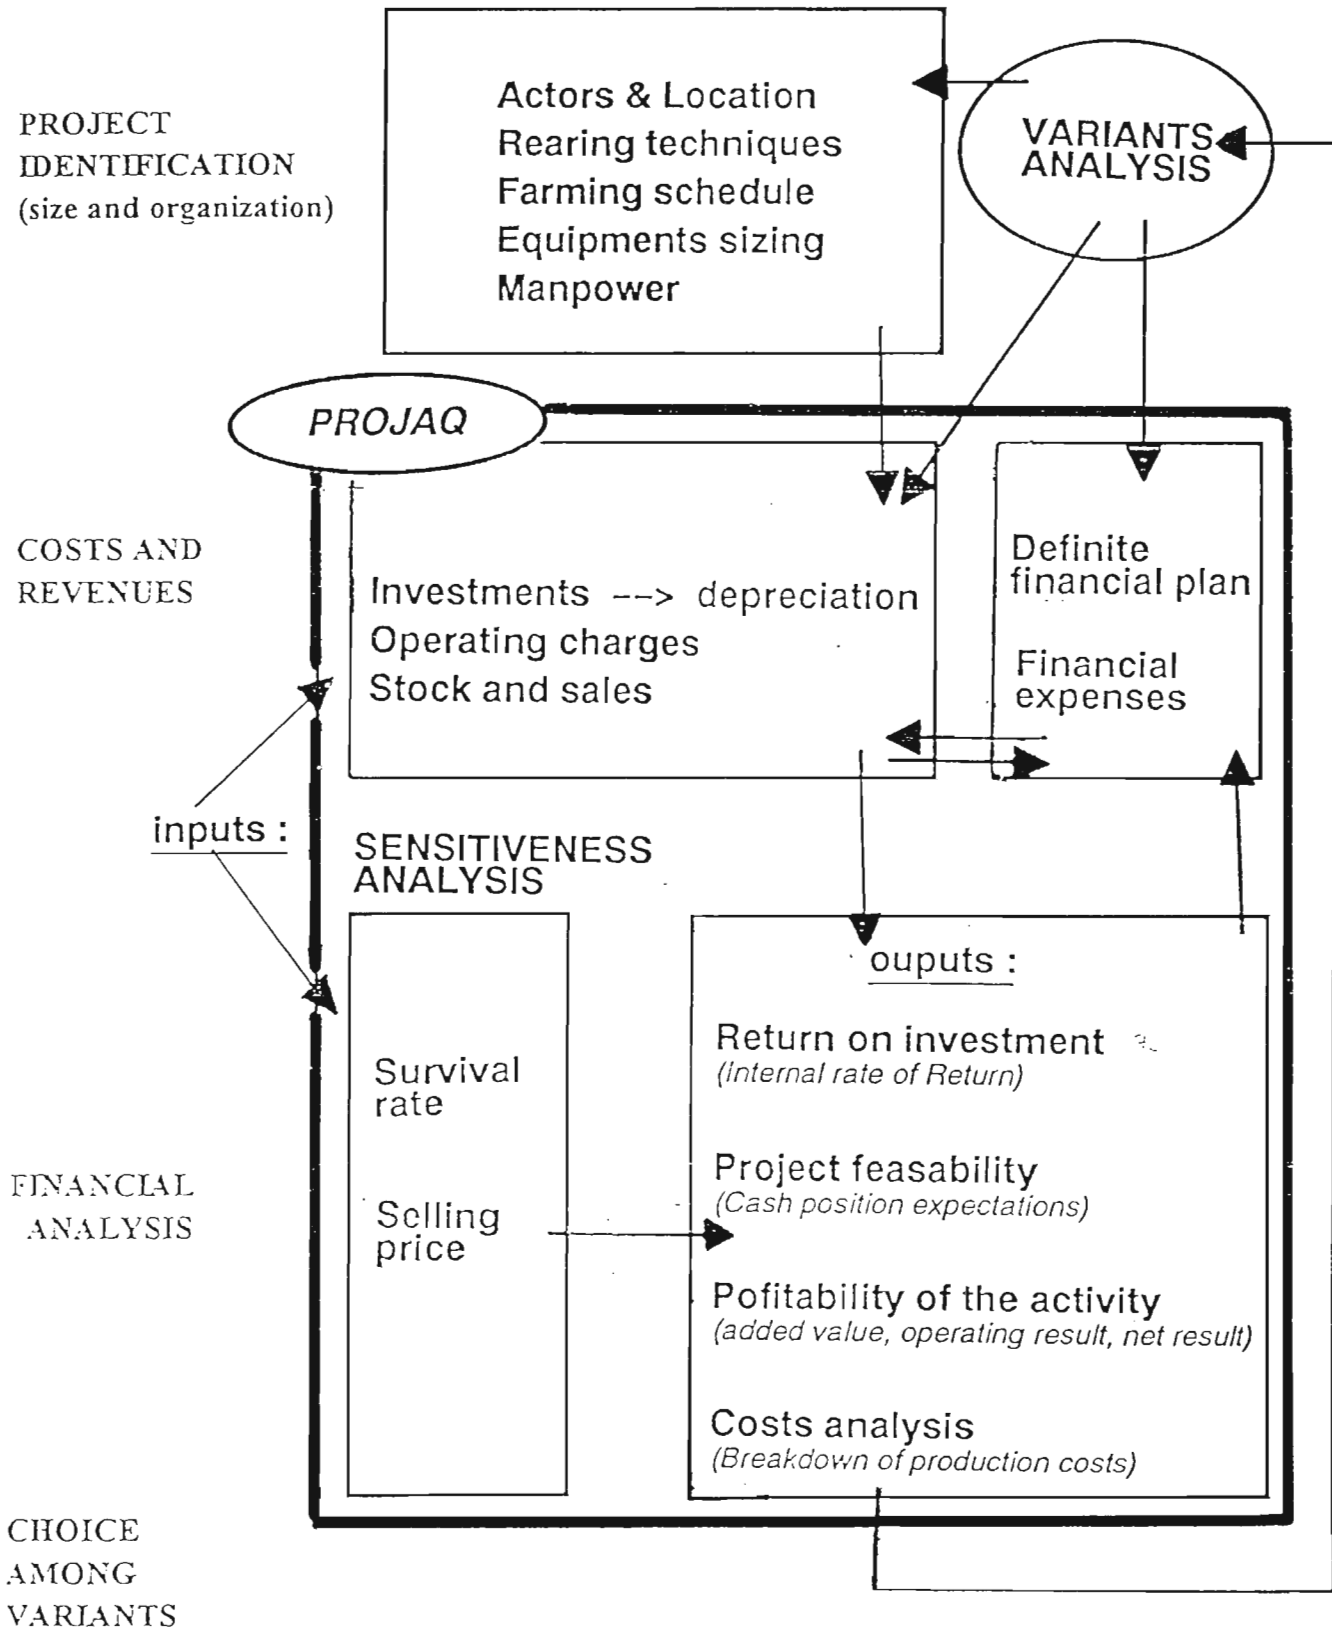 PROJECT
IDENTIFICATION
(size and organization)
Actors & Location
Rearing techniques
Farming schedule
Equipments sizing
Manpower
VARIANTS
ANALYSIS
PROJAQ
COSTS AND
REVENUES
Investments --> depreciation
Operating charges
Stock and sales
Definite
financial plan
Financial
expenses
inputs :
SENSITIVENESS
ANALYSIS
Survival
rate
Selling
price
ouputs :
Return on investment
(Internal rate of Return)
Project feasability
(Cash position expectations)
Pofitability of the activity
(added value, operating result, net result)
Costs analysis
(Breakdown of production costs)
FINANCIAL
ANALYSIS
CHOICE
AMONG
VARIANTS